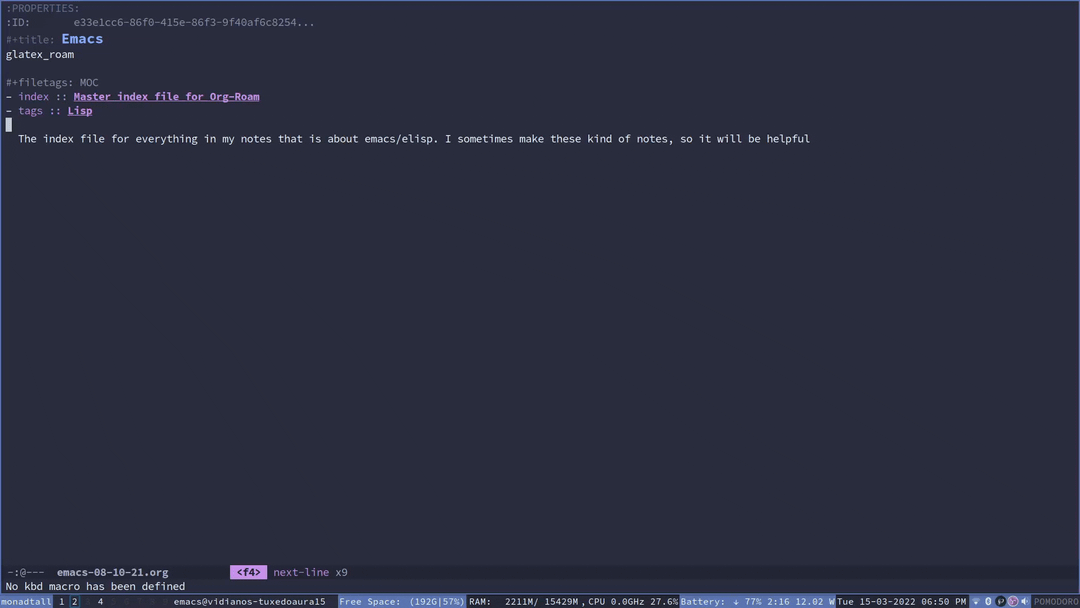 :PROPERTIES:
:ID:       e33e1cc6-86f0-415e-86f3-9f40af6c8254...
#+title: Emacs
glatex_roam
#+filetags: MOC
- index :: Master index file for Org-Roam
- tags :: Lisp
The index file for everything in my notes that is about emacs/elisp. I sometimes make these kind of notes, so it will be helpful
-:@---  emacs-08-10-21.org <f4> next-line x9
No kbd macro has been defined
monadtall 1 2 4 emacs@vidianos-tuxedoaura15 Free Space: (192G|57%) RAM: 2211M/ 15429M, CPU 0.0GHz 27.6% Battery: ↓ 77% 2:16 12.02 W Tue 15-03-2022 06:50 PM POMODORO